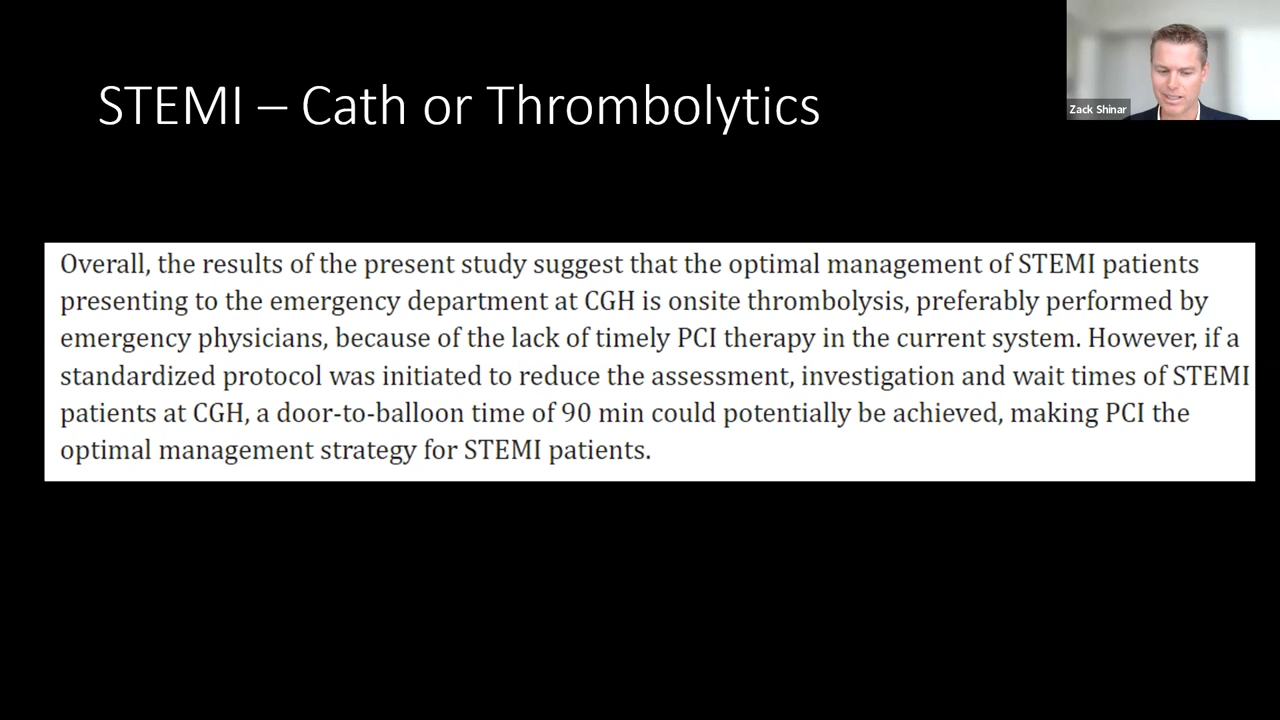 STEMI – Cath or Thrombolytics
Zack Shinar
Overall, the results of the present study suggest that the optimal management of STEMI patients
presenting to the emergency department at CGH is onsite thrombolysis, preferably performed by
emergency physicians, because of the lack of timely PCI therapy in the current system. However, if a
standardized protocol was initiated to reduce the assessment, investigation and wait times of STEMI
patients at CGH, a door-to-balloon time of 90 min could potentially be achieved, making PCI the
optimal management strategy for STEMI patients.